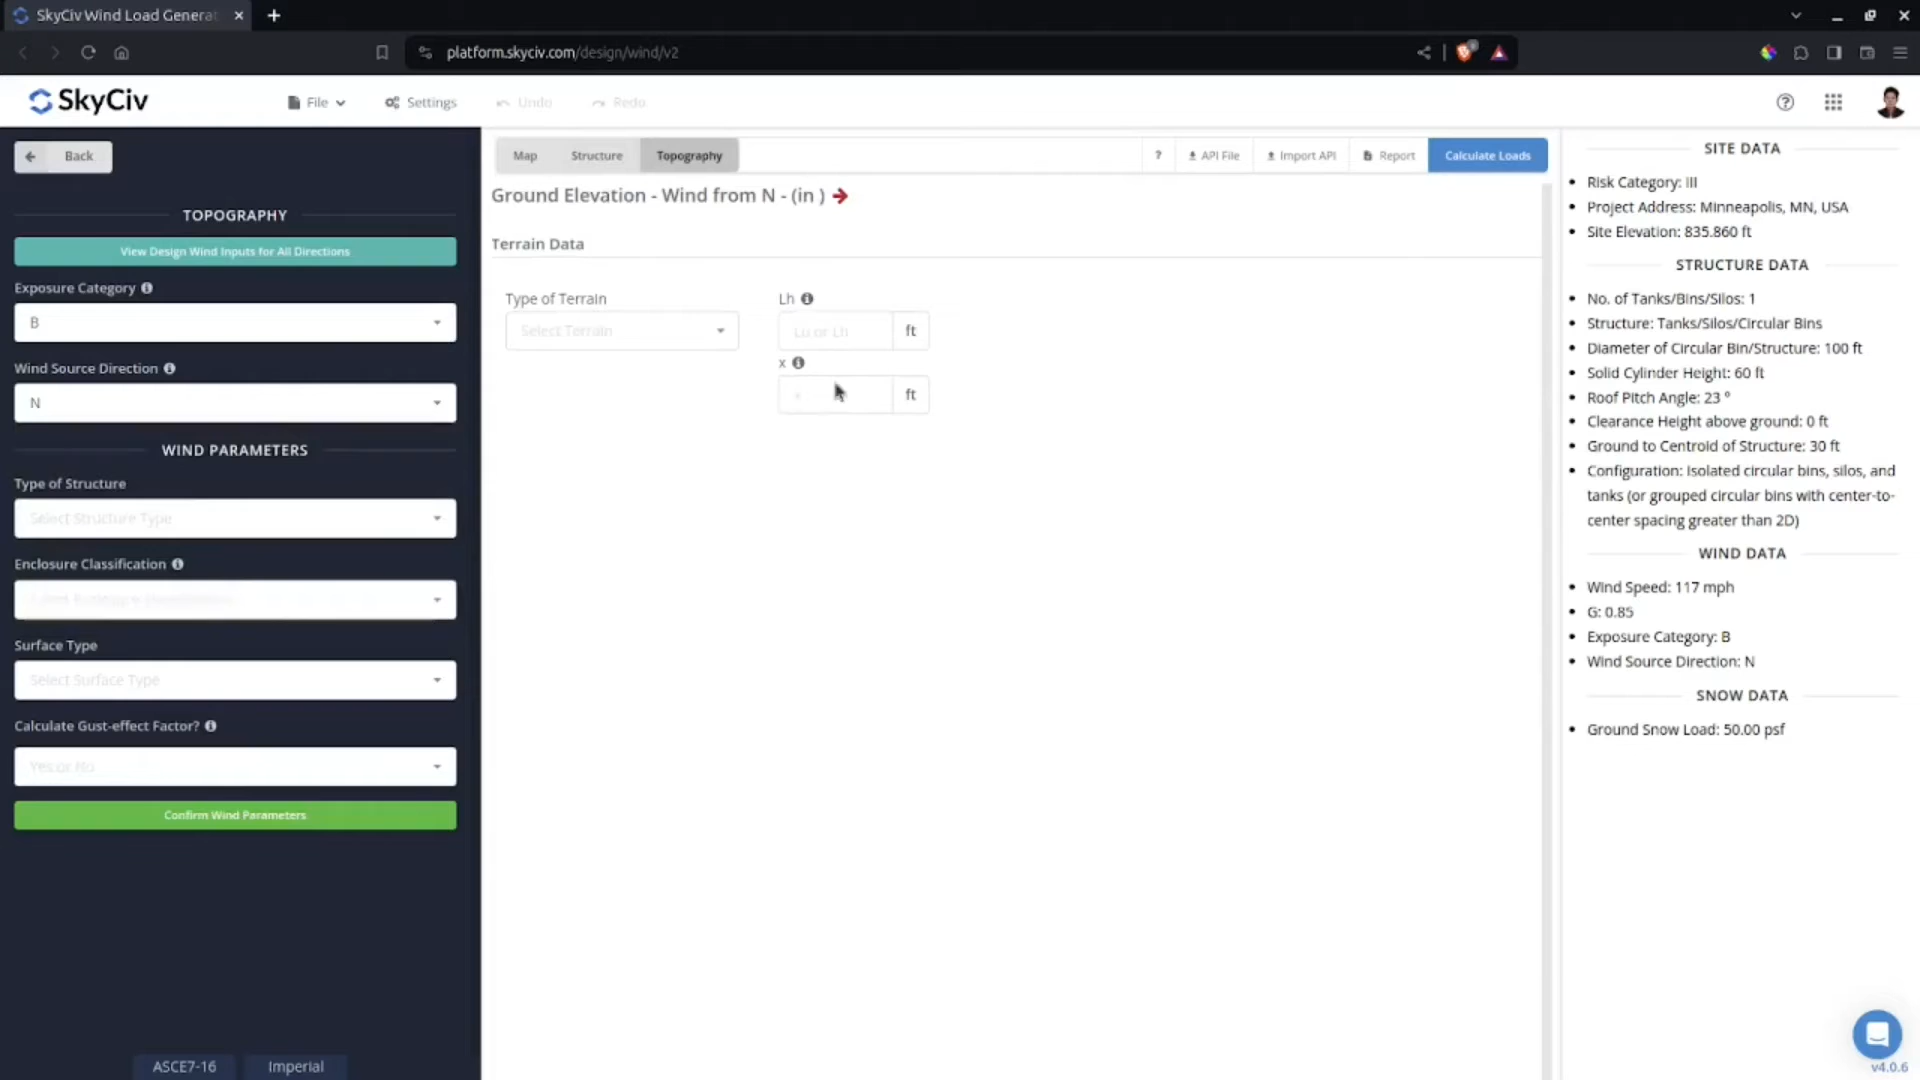 SkyCiv Wind Load Generat
platform.skyciv.com/design/wind/v2
SkyCiv
File
Settings
Undo
Redo
Back
TOPOGRAPHY
View Design Wind Inputs for All Directions
Exposure Category
B
Wind Source Direction
N
WIND PARAMETERS
Type of Structure
Select Structure Type
Enclosure Classification
Surface Type
Select Surface Type
Calculate Gust-effect Factor?
Yes or No
Confirm Wind Parameters
ASCE7-16
Imperial
Map
Structure
Topography
?
API File
Import API
Report
Calculate Loads
Ground Elevation - Wind from N - (in )
Terrain Data
Type of Terrain
Select Terrain
Lh
Lu or Lh
ft
x
ft
SITE DATA
Risk Category: III
Project Address: Minneapolis, MN, USA
Site Elevation: 835.860 ft
STRUCTURE DATA
No. of Tanks/Bins/Silos: 1
Structure: Tanks/Silos/Circular Bins
Diameter of Circular Bin/Structure: 100 ft
Solid Cylinder Height: 60 ft
Roof Pitch Angle: 23 °
Clearance Height above ground: 0 ft
Ground to Centroid of Structure: 30 ft
Configuration: Isolated circular bins, silos, and
tanks (or grouped circular bins with center-to-
center spacing greater than 2D)
WIND DATA
Wind Speed: 117 mph
G: 0.85
Exposure Category: B
Wind Source Direction: N
SNOW DATA
Ground Snow Load: 50.00 psf
v4.0.6